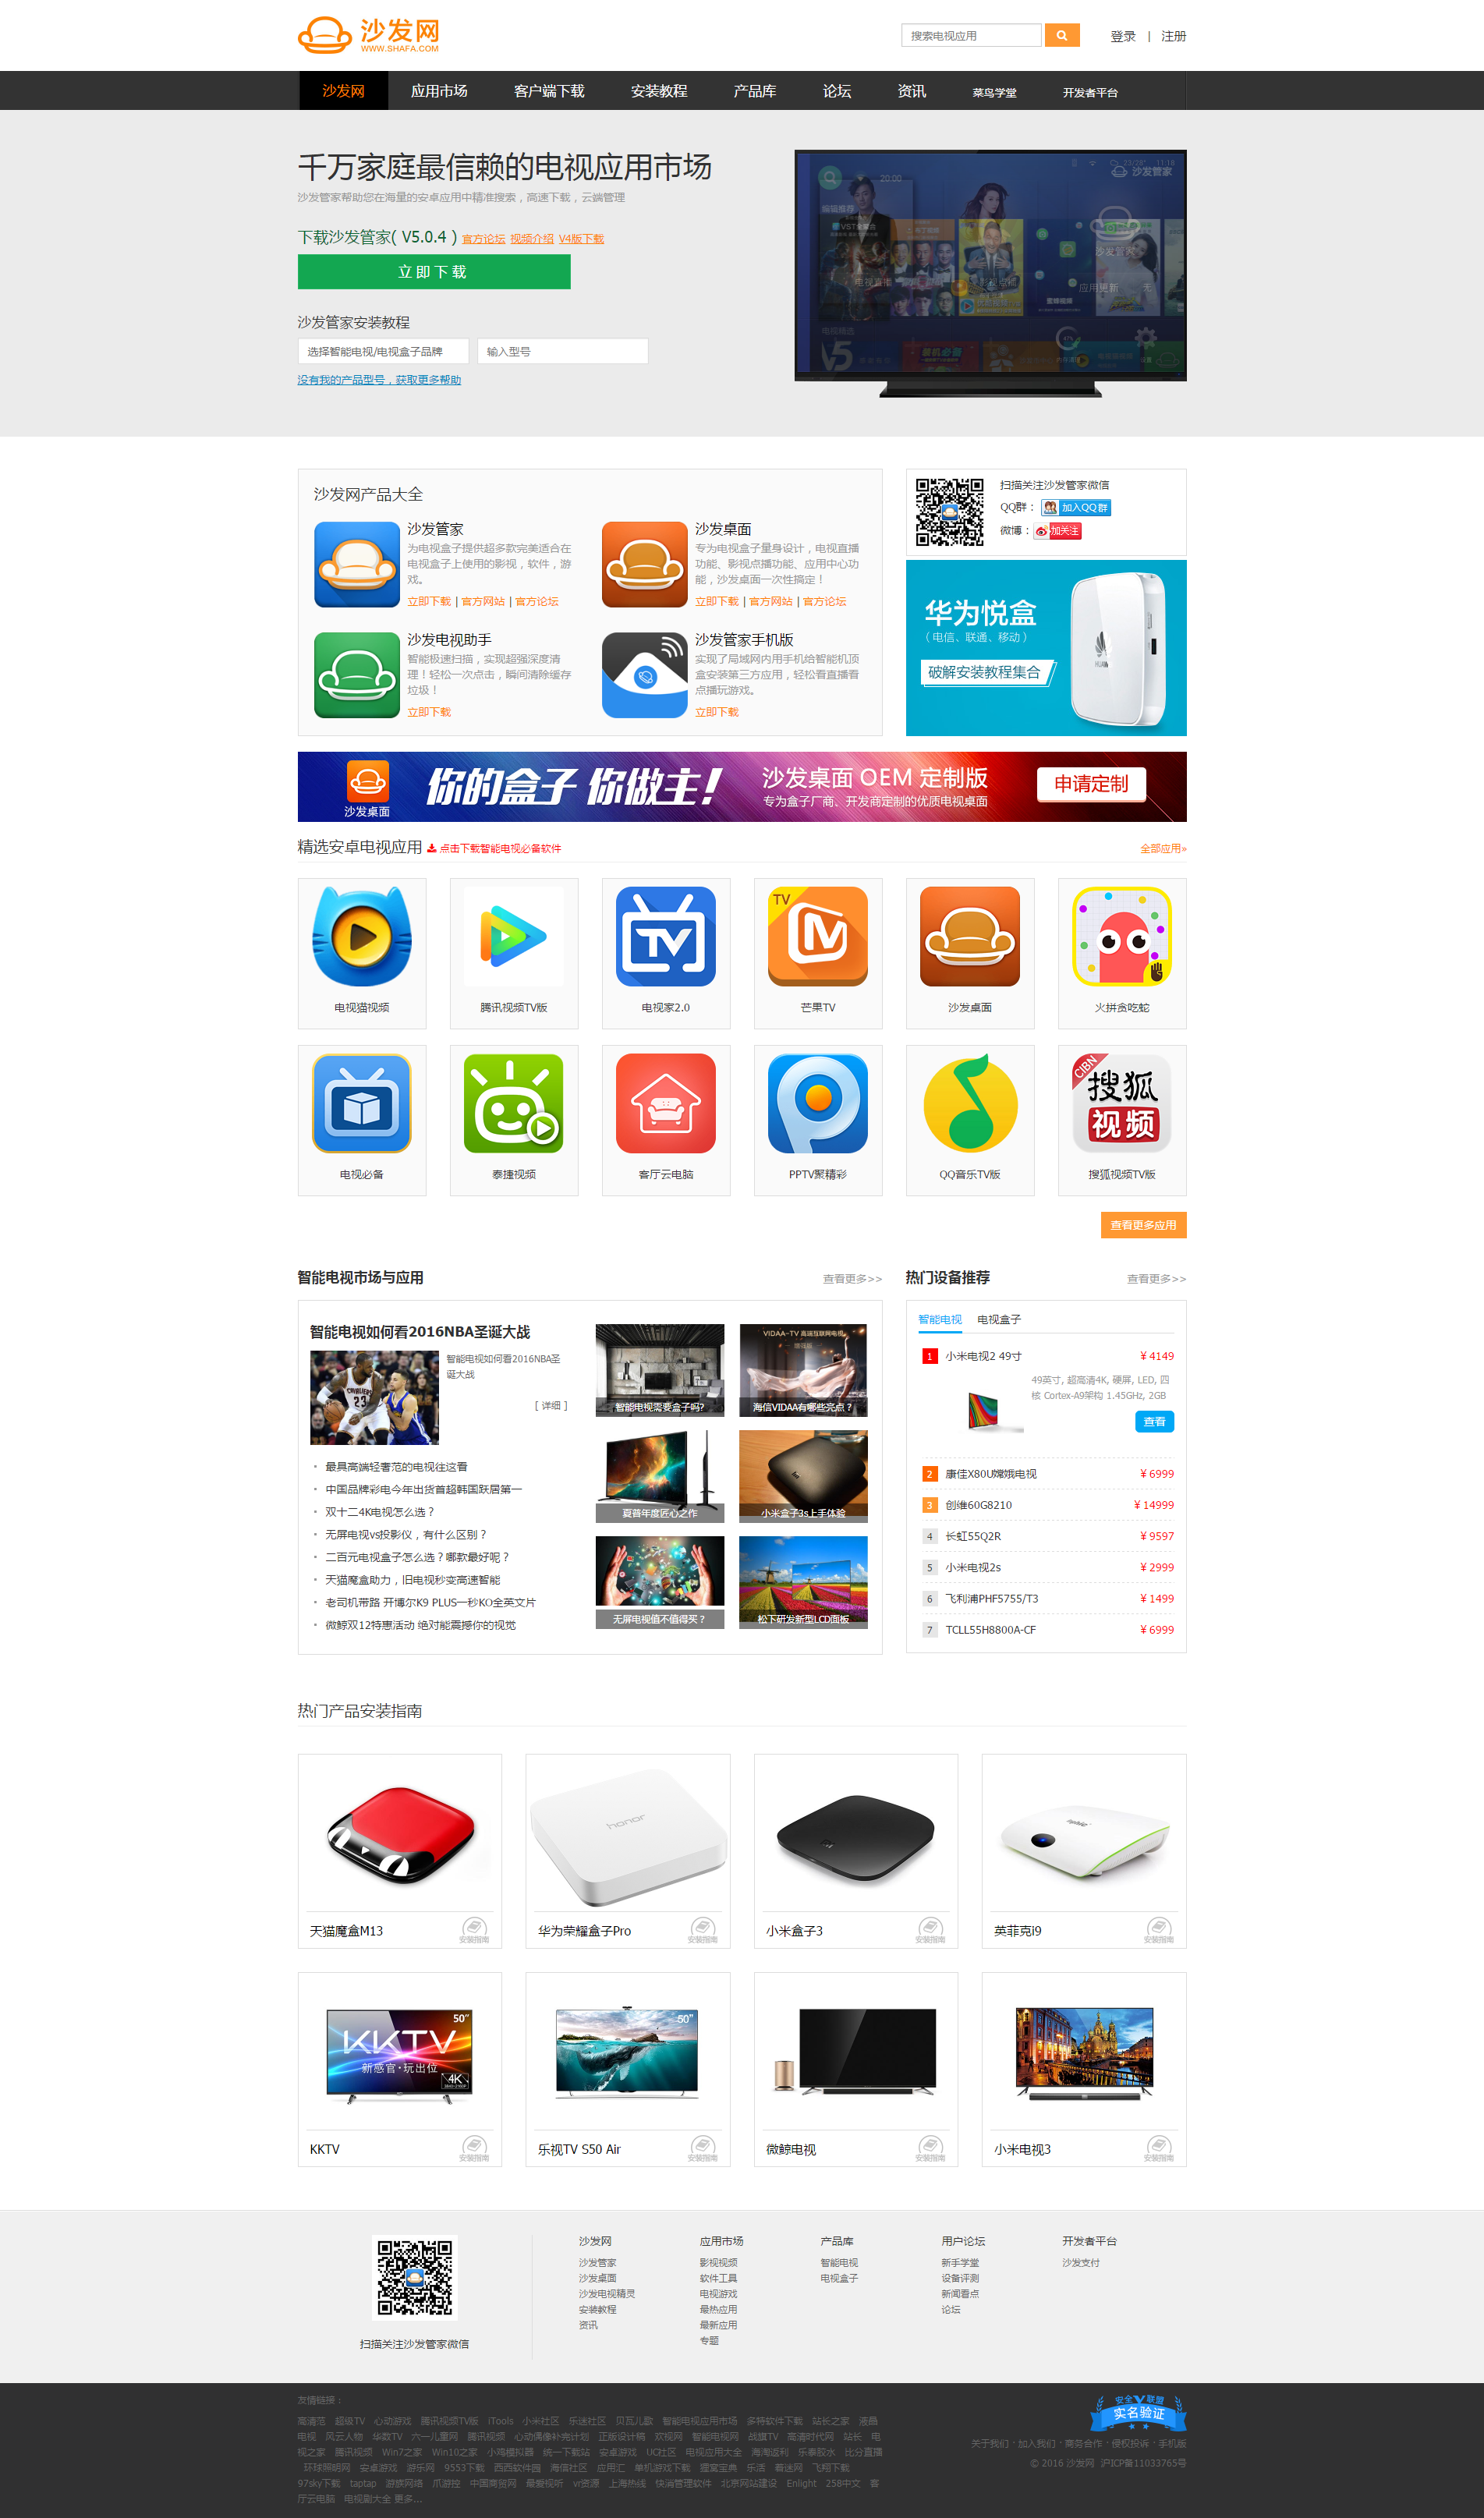 沙发网
WWW.SHAFA.COM
搜索电视应用
登录 | 注册
沙发网 应用市场 客户端下载 安装教程 产品库 论坛 资讯 菜鸟学堂 开发者平台
千万家庭最信赖的电视应用市场
沙发管家帮助您在海量的安卓应用中精准搜索，高速下载，云端管理
下载沙发管家( V5.0.4 ) 官方论坛 视频介绍 V4版下载
立即下载
沙发管家安装教程
选择智能电视/电视盒子品牌 输入型号
没有我的产品型号，获取更多帮助
沙发管家
20:00
编辑推荐
沙发管家
应用更新
沙发网产品大全
沙发管家
为电视盒子提供超多款完美适合在
电视盒子上使用的影视，软件，游
戏。
立即下载 | 官方网站 | 官方论坛
沙发桌面
专为电视盒子量身设计，电视直播
功能、影视点播功能、应用中心功
能，沙发桌面一次性搞定！
立即下载 | 官方网站 | 官方论坛
沙发电视助手
智能极速扫描，实现超强深度清
理！轻松一次点击，瞬间清除缓存
垃圾！
立即下载
沙发管家手机版
实现了局域网内用手机给智能机顶
盒安装第三方应用，轻松看直播看
点播玩游戏。
立即下载
扫描关注沙发管家微信
QQ群： 加入QQ群
微博： 加关注
华为悦盒
（电信、联通、移动）
破解安装教程集合
沙发桌面
你的盒子 你做主！
沙发桌面 OEM 定制版
专为盒子厂商、开发商定制的优质电视桌面
申请定制
精选安卓电视应用 点击下载智能电视必备软件
全部应用»
电视猫视频
腾讯视频TV版
电视家2.0
芒果TV
沙发桌面
火拼贪吃蛇
电视必备
泰捷视频
客厅云电脑
PPTV聚精彩
QQ音乐TV版
搜狐视频TV版
查看更多应用
智能电视市场与应用
查看更多>>
智能电视如何看2016NBA圣诞大战
智能电视如何看2016NBA圣
诞大战
[ 详细 ]
最具高端轻奢范的电视往这看
中国品牌彩电今年出货首超韩国跃居第一
双十二4K电视怎么选？
无屏电视vs投影仪，有什么区别？
二百元电视盒子怎么选？哪款最好呢？
天猫魔盒助力，旧电视秒变高速智能
老司机带路 开博尔K9 PLUS一秒KO全英文片
微鲸双12特惠活动 绝对能震撼你的视觉
智能电视需要盒子吗?
海信VIDAA有哪些亮点？
夏普年度匠心之作
小米盒子3s上手体验
无屏电视值不值得买？
松下研发新型LCD面板
热门设备推荐
查看更多>>
智能电视 电视盒子
1 小米电视2 49寸 ¥ 4149
49英寸, 超高清4K, 硬屏, LED, 四
核 Cortex-A9架构 1.45GHz, 2GB
查看
2 康佳X80U嫦娥电视 ¥ 6999
3 创维60G8210 ¥ 14999
4 长虹55Q2R ¥ 9597
5 小米电视2s ¥ 2999
6 飞利浦PHF5755/T3 ¥ 1499
7 TCLL55H8800A-CF ¥ 6999
热门产品安装指南
天猫魔盒M13 安装指南
华为荣耀盒子Pro 安装指南
小米盒子3 安装指南
英菲克i9 安装指南
KKTV 安装指南
乐视TV S50 Air 安装指南
微鲸电视 安装指南
小米电视3 安装指南
扫描关注沙发管家微信
沙发网
沙发管家
沙发桌面
沙发电视精灵
安装教程
资讯
应用市场
影视视频
软件工具
电视游戏
最热应用
最新应用
专题
产品库
智能电视
电视盒子
用户论坛
新手学堂
设备评测
新闻看点
论坛
开发者平台
沙发支付
友情链接：
高清范 超级TV 心动游戏 腾讯视频TV版 iTools 小米社区 乐迷社区 贝瓦儿歌 智能电视应用市场 多特软件下载 站长之家 液晶
电视 风云人物 华数TV 六一儿童网 腾讯视频 心动偶像补完计划 正版设计稿 欢视网 智能电视网 战旗TV 高清时代网 站长 电
视之家 腾讯视频 Win7之家 Win10之家 小鸡模拟器 统一下载站 安卓游戏 UC社区 电视应用大全 海淘返利 乐泰胶水 比分直播
环球照明网 安卓游戏 游乐网 9553下载 西西软件园 海信社区 应用汇 单机游戏下载 狸窝宝典 乐活 看迷网 飞翔下载
97sky下载 taptap 游族网络 爪游控 中国商贸网 最爱视听 vr资源 上海热线 快消管理软件 北京网站建设 Enlight 258中文 客
厅云电脑 电视剧大全 更多...
安全联盟
实名验证
关于我们 · 加入我们 · 商务合作 · 侵权投诉 · 手机版
© 2016 沙发网 沪ICP备11033765号